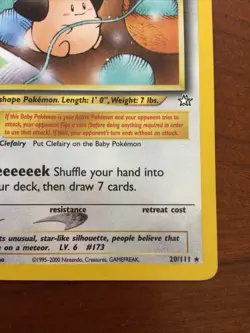 shape Pokémon. Length: 1' 0", Weight: 7 lbs.
If this Baby Pokémon is your Active Pokémon and your opponent tries to
attack, your opponent flips a coin (before doing anything required in order
to use that attack). If tails, your opponent's turn ends without an attack.
Clefairy Put Clefairy on the Baby Pokémon
eeeeeek Shuffle your hand into
ur deck, then draw 7 cards.
resistance retreat cost
ts unusual, star-like silhouette, people believe that
e on a meteor. LV. 6 #173
©1995-2000 Nintendo, Creatures, GAMEFREAK. 20/111